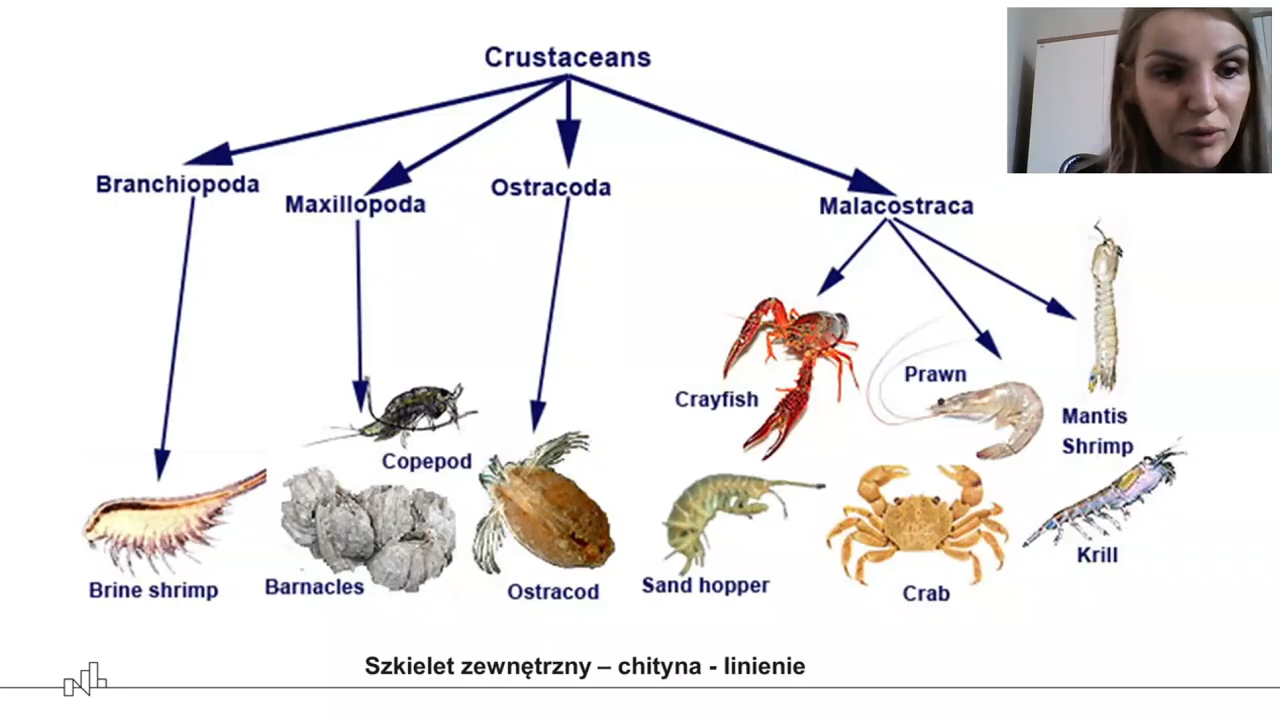 Crustaceans
Branchiopoda
Maxillopoda
Ostracoda
Malacostraca
Crayfish
Prawn
Mantis
Shrimp
Copepod
Brine shrimp
Barnacles
Ostracod
Sand hopper
Crab
Krill
Szkielet zewnętrzny – chityna - linienie